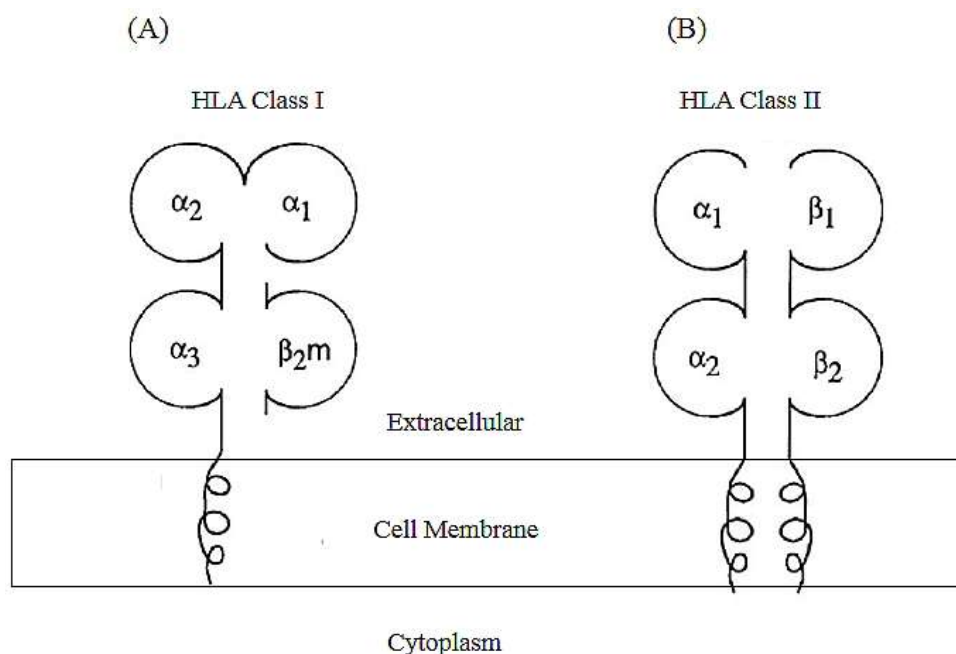 (A) (B)
HLA Class I HLA Class II
α2 α1 α1 β1
α3 β2m α2 β2
Extracellular
Cell Membrane
Cytoplasm